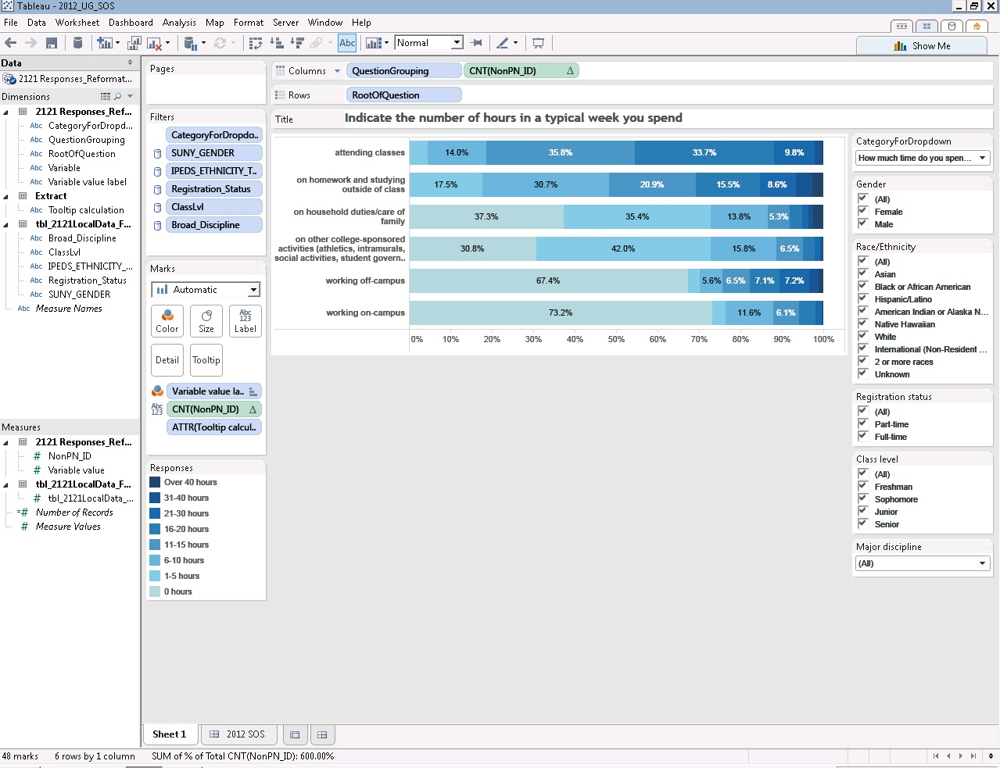 Tableau - 2012_UG_SOS
File Data Worksheet Dashboard Analysis Map Format Server Window Help
Abc
Normal
Show Me
Data
2121 Responses_Reformat...
Dimensions
2121 Responses_Ref...
Abc CategoryForDropd...
Abc QuestionGrouping
Abc RootOfQuestion
Abc Variable
Abc Variable value label
Extract
Abc Tooltip calculation
tbl_2121LocalData_F...
Abc Broad_Discipline
Abc ClassLvl
Abc IPEDS_ETHNICITY_...
Abc Registration_Status
Abc SUNY_GENDER
Abc Measure Names
Measures
2121 Responses_Ref...
# NonPN_ID
# Variable value
tbl_2121LocalData_F...
# tbl_2121LocalData_...
=# Number of Records
# Measure Values
Pages
Filters
CategoryForDropdo..
SUNY_GENDER
IPEDS_ETHNICITY_T..
Registration_Status
ClassLvl
Broad_Discipline
Marks
Automatic
Color
Size
Abc
123
Label
Detail
Tooltip
Variable value la..
Abc
123
CNT(NonPN_ID) Δ
ATTR(Tooltip calcul..
Responses
Over 40 hours
31-40 hours
21-30 hours
16-20 hours
11-15 hours
6-10 hours
1-5 hours
0 hours
Columns QuestionGrouping CNT(NonPN_ID) Δ
Rows RootOfQuestion
Title Indicate the number of hours in a typical week you spend
attending classes
14.0% 35.8% 33.7% 9.8%
on homework and studying
outside of class
17.5% 30.7% 20.9% 15.5% 8.6%
on household duties/care of
family
37.3% 35.4% 13.8% 5.3%
on other college-sponsored
activities (athletics, intramurals,
social activities, student govern..
30.8% 42.0% 15.8% 6.5%
working off-campus
67.4% 5.6% 6.5% 7.1% 7.2%
working on-campus
73.2% 11.6% 6.1%
0% 10% 20% 30% 40% 50% 60% 70% 80% 90% 100%
CategoryForDropdown
How much time do you spen...
Gender
(All)
Female
Male
Race/Ethnicity
(All)
Asian
Black or African American
Hispanic/Latino
American Indian or Alaska N...
Native Hawaiian
White
International (Non-Resident ...
2 or more races
Unknown
Registration status
(All)
Part-time
Full-time
Class level
(All)
Freshman
Sophomore
Junior
Senior
Major discipline
(All)
Sheet 1
2012 SOS
48 marks 6 rows by 1 column SUM of % of Total CNT(NonPN_ID): 600.00%